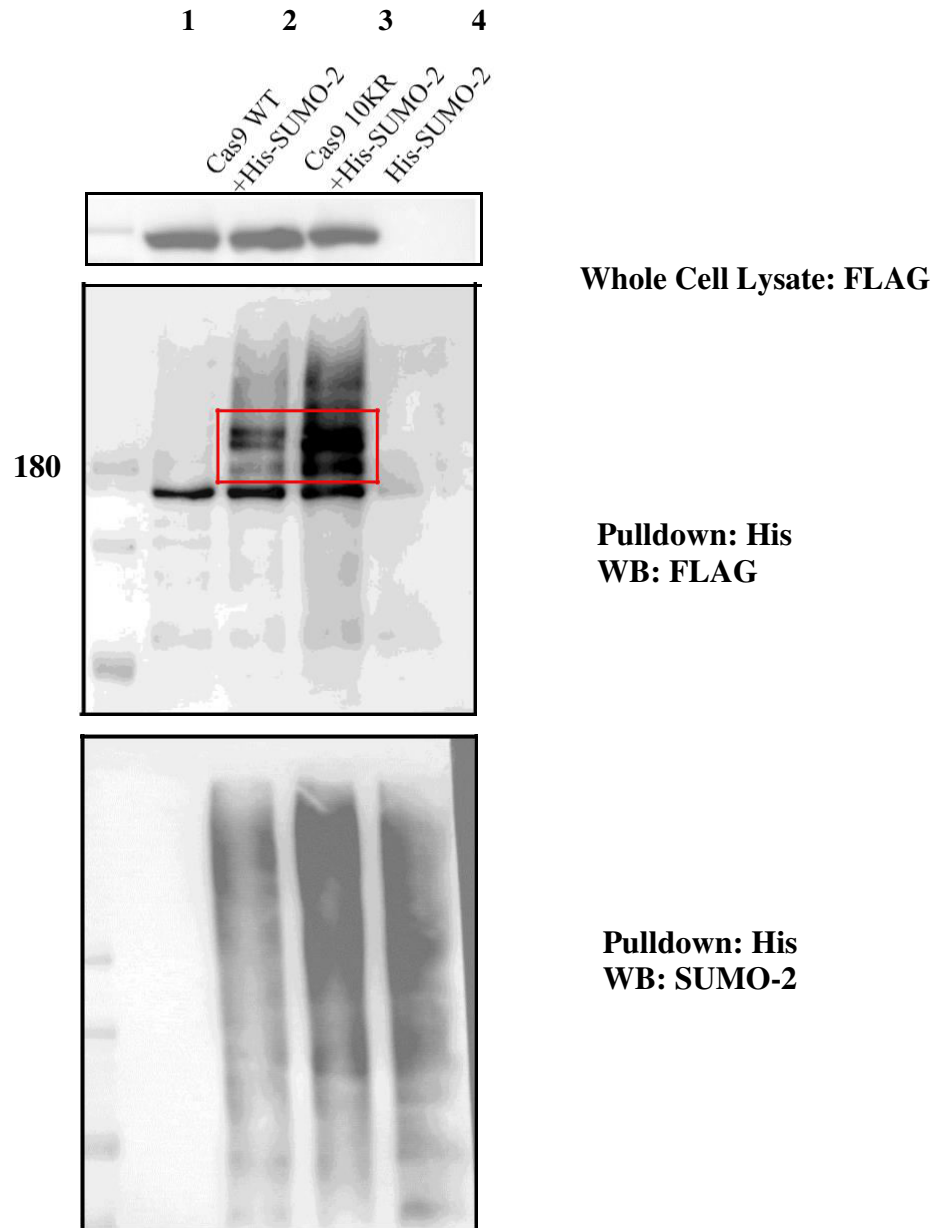 1 2 3 4
Cas9 WT
+His-SUMO-2
Cas9 10KR
+His-SUMO-2
His-SUMO-2
Whole Cell Lysate: FLAG
180
Pulldown: His
WB: FLAG
Pulldown: His
WB: SUMO-2